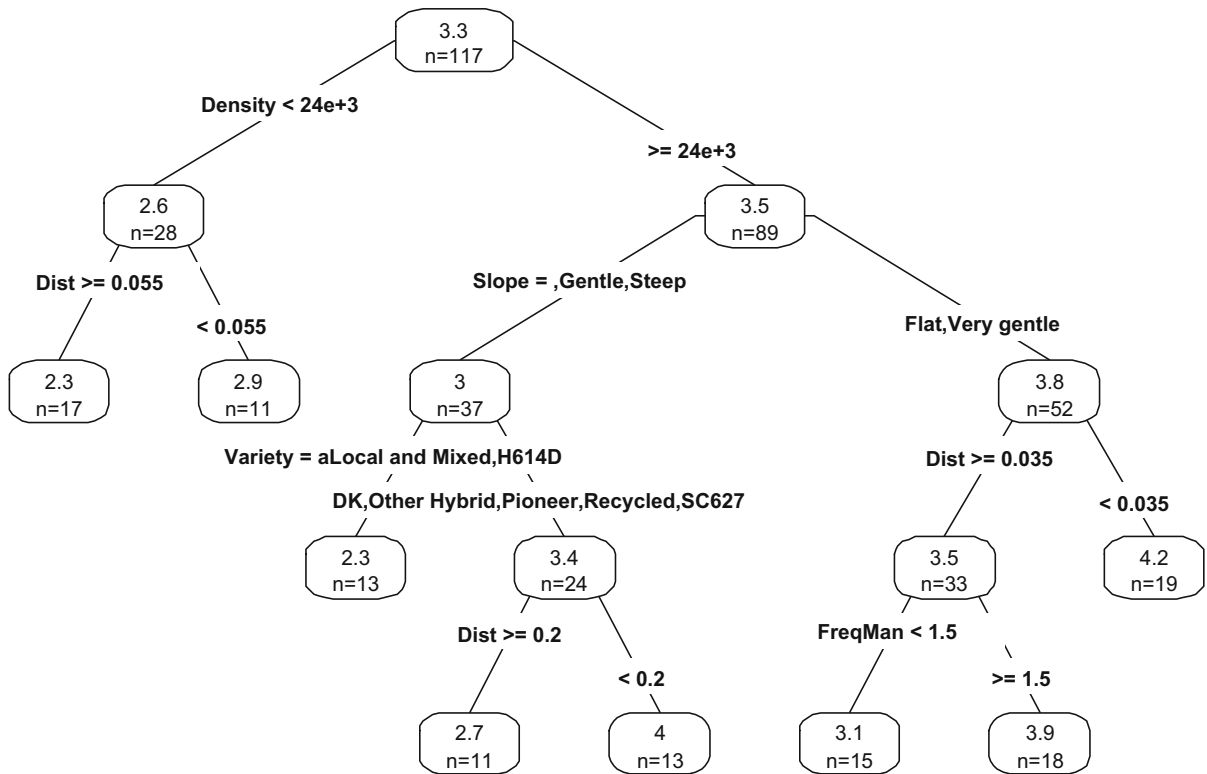 3.3
n=117
Density < 24e+3
>= 24e+3
2.6
n=28
3.5
n=89
Dist >= 0.055
< 0.055
Slope = ,Gentle,Steep
Flat,Very gentle
2.3
n=17
2.9
n=11
3
n=37
3.8
n=52
Variety = aLocal and Mixed,H614D
DK,Other Hybrid,Pioneer,Recycled,SC627
Dist >= 0.035
< 0.035
2.3
n=13
3.4
n=24
3.5
n=33
4.2
n=19
Dist >= 0.2
< 0.2
FreqMan < 1.5
>= 1.5
2.7
n=11
4
n=13
3.1
n=15
3.9
n=18